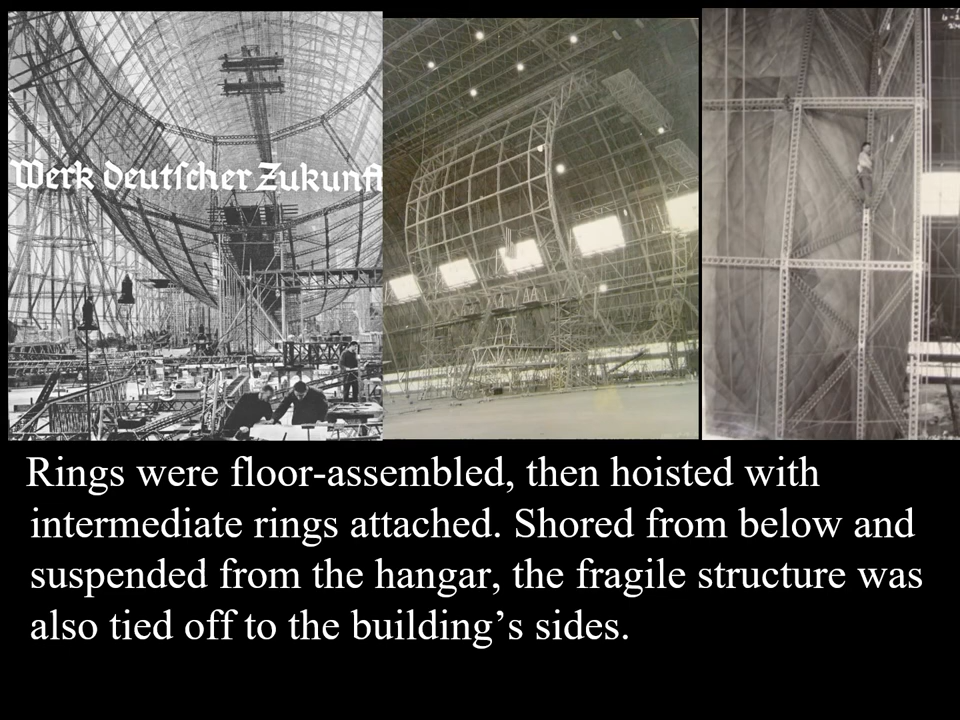 Werk deutscher Zukunft
Rings were floor-assembled, then hoisted with
intermediate rings attached. Shored from below and
suspended from the hangar, the fragile structure was
also tied off to the building’s sides.